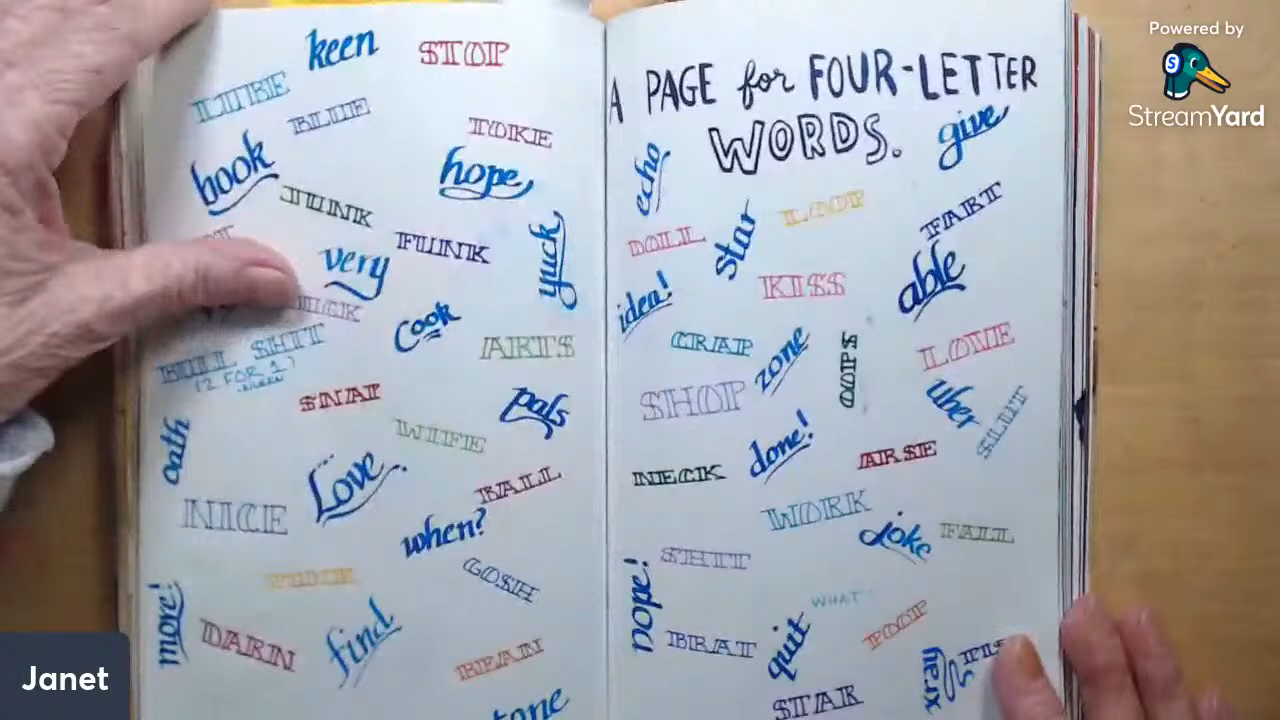 keen
STOP
LUBE
BLUE
TOKE
book
hope,
JUNK
FUNK
yuck
very
COOK
BULL SHIT
(2 FOR 1?
ARTS
SNAP
pals
oath
WIFE
Love.
BALL
NICE
when?
GOSH
more!
DARN
find
BEAN
tone
A PAGE for FOUR-LETTER
WORDS.
give
echo
LOOP
FART
DOLL
star
idea!
KISS
able
CRAP
zone
OOPS
LOVE
SHOP
uber
SLUT
done!
NECK
ARSE
WORK
joke
FALL
SHIT
nope!
WHAT
BRAT
quit
POOP
xray
STAR
Powered by
StreamYard
Janet